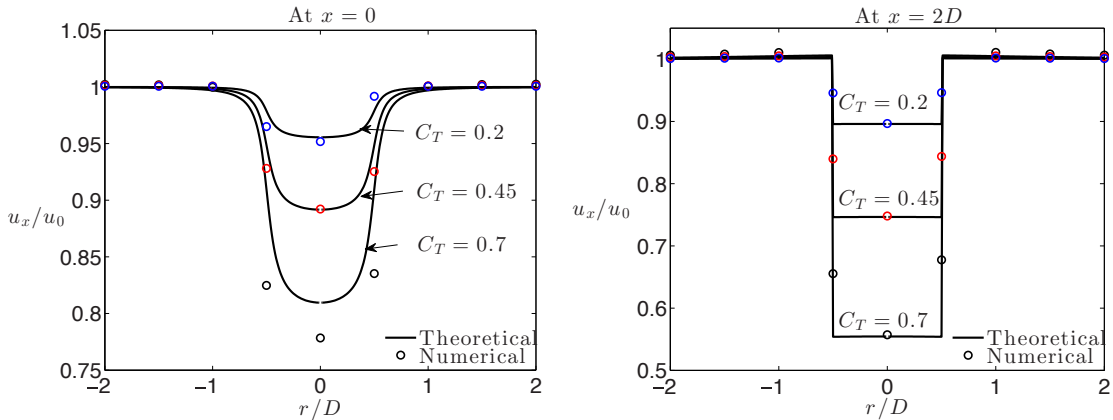 At x = 0
1.05
1
0.95
0.9
0.85
0.8
0.75
u_x/u_0
C_T = 0.2
C_T = 0.45
C_T = 0.7
Theoretical
Numerical
−2 −1 0 1 2
r/D
At x = 2D
1
0.9
0.8
0.7
0.6
0.5
u_x/u_0
C_T = 0.2
C_T = 0.45
C_T = 0.7
Theoretical
Numerical
−2 −1 0 1 2
r/D